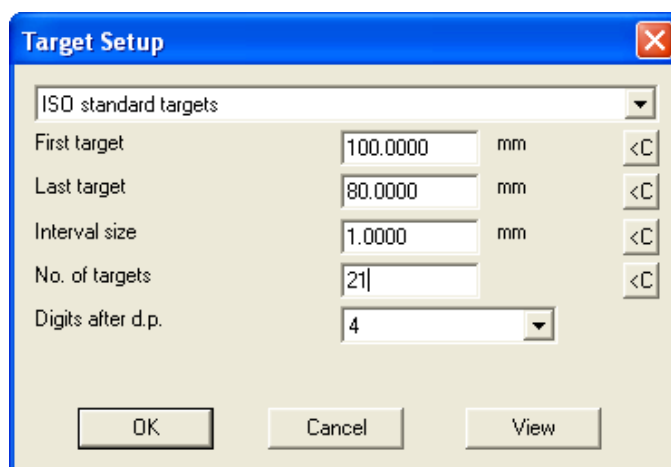 Target Setup
ISO standard targets
First target 100.0000 mm <C
Last target 80.0000 mm <C
Interval size 1.0000 mm <C
No. of targets 21 <C
Digits after d.p. 4
OK Cancel View